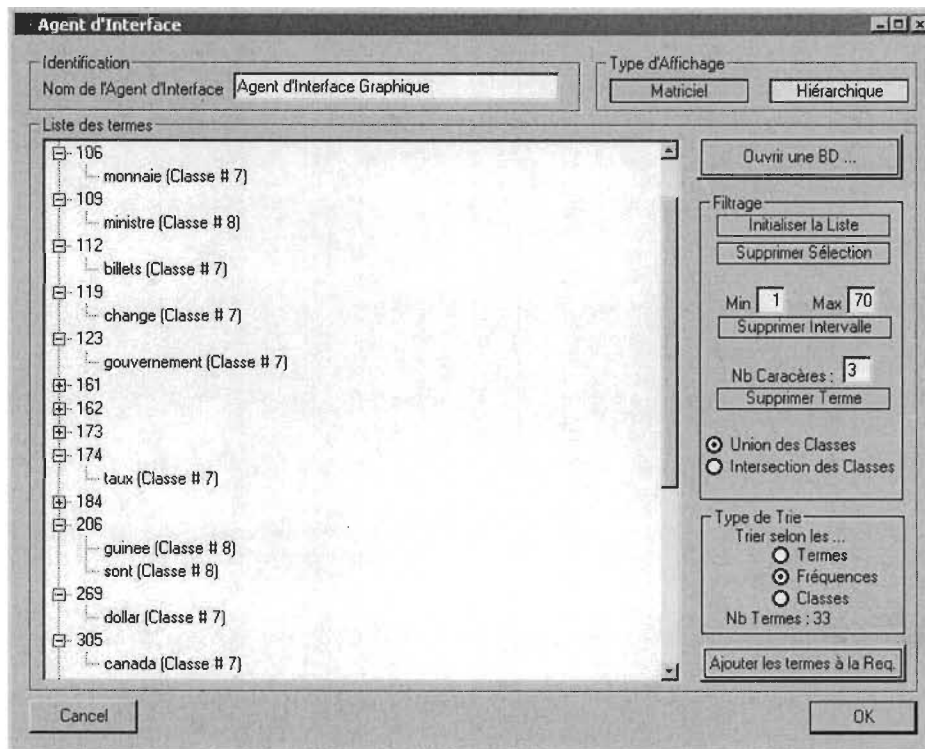 Agent d'Interface
Identification
Nom de l'Agent d'Interface Agent d'Interface Graphique
Type d'Affichage
Matriciel Hiérarchique
Liste des termes
106
monnaie (Classe # 7)
109
ministre (Classe # 8)
112
billets (Classe # 7)
119
change (Classe # 7)
123
gouvernement (Classe # 7)
161
162
173
174
taux (Classe # 7)
184
206
guinee (Classe # 8)
sont (Classe # 8)
269
dollar (Classe # 7)
305
canada (Classe # 7)
Ouvrir une BD ...
Filtrage
Initialiser la Liste
Supprimer Sélection
Min 1 Max 70
Supprimer Intervalle
Nb Caracères : 3
Supprimer Terme
Union des Classes
Intersection des Classes
Type de Trie
Trier selon les ...
Termes
Fréquences
Classes
Nb Termes : 33
Ajouter les termes à la Req.
Cancel
OK